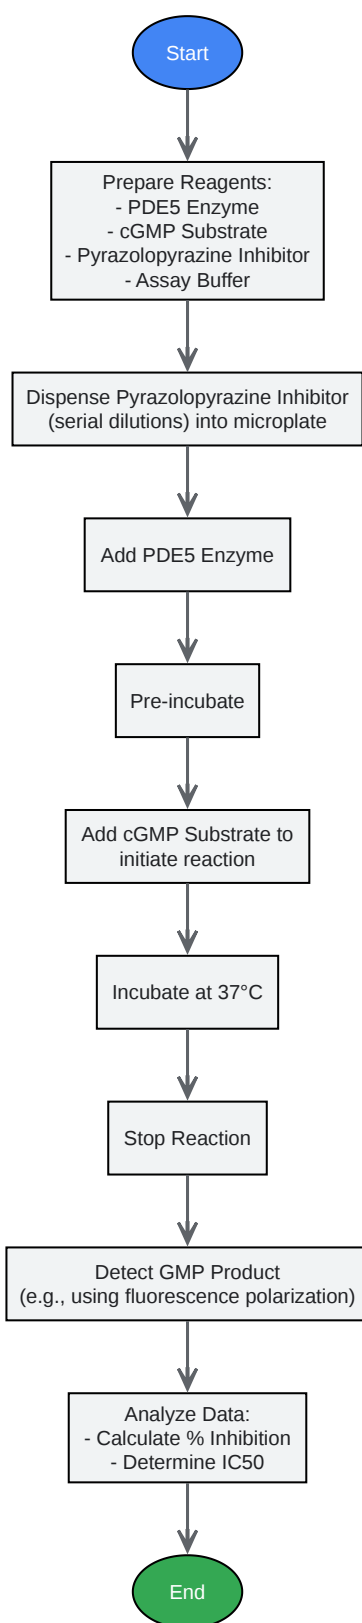 Start
Prepare Reagents:
- PDE5 Enzyme
- cGMP Substrate
- Pyrazolopyrazine Inhibitor
- Assay Buffer
Dispense Pyrazolopyrazine Inhibitor
(serial dilutions) into microplate
Add PDE5 Enzyme
Pre-incubate
Add cGMP Substrate to
initiate reaction
Incubate at 37°C
Stop Reaction
Detect GMP Product
(e.g., using fluorescence polarization)
Analyze Data:
- Calculate % Inhibition
- Determine IC50
End